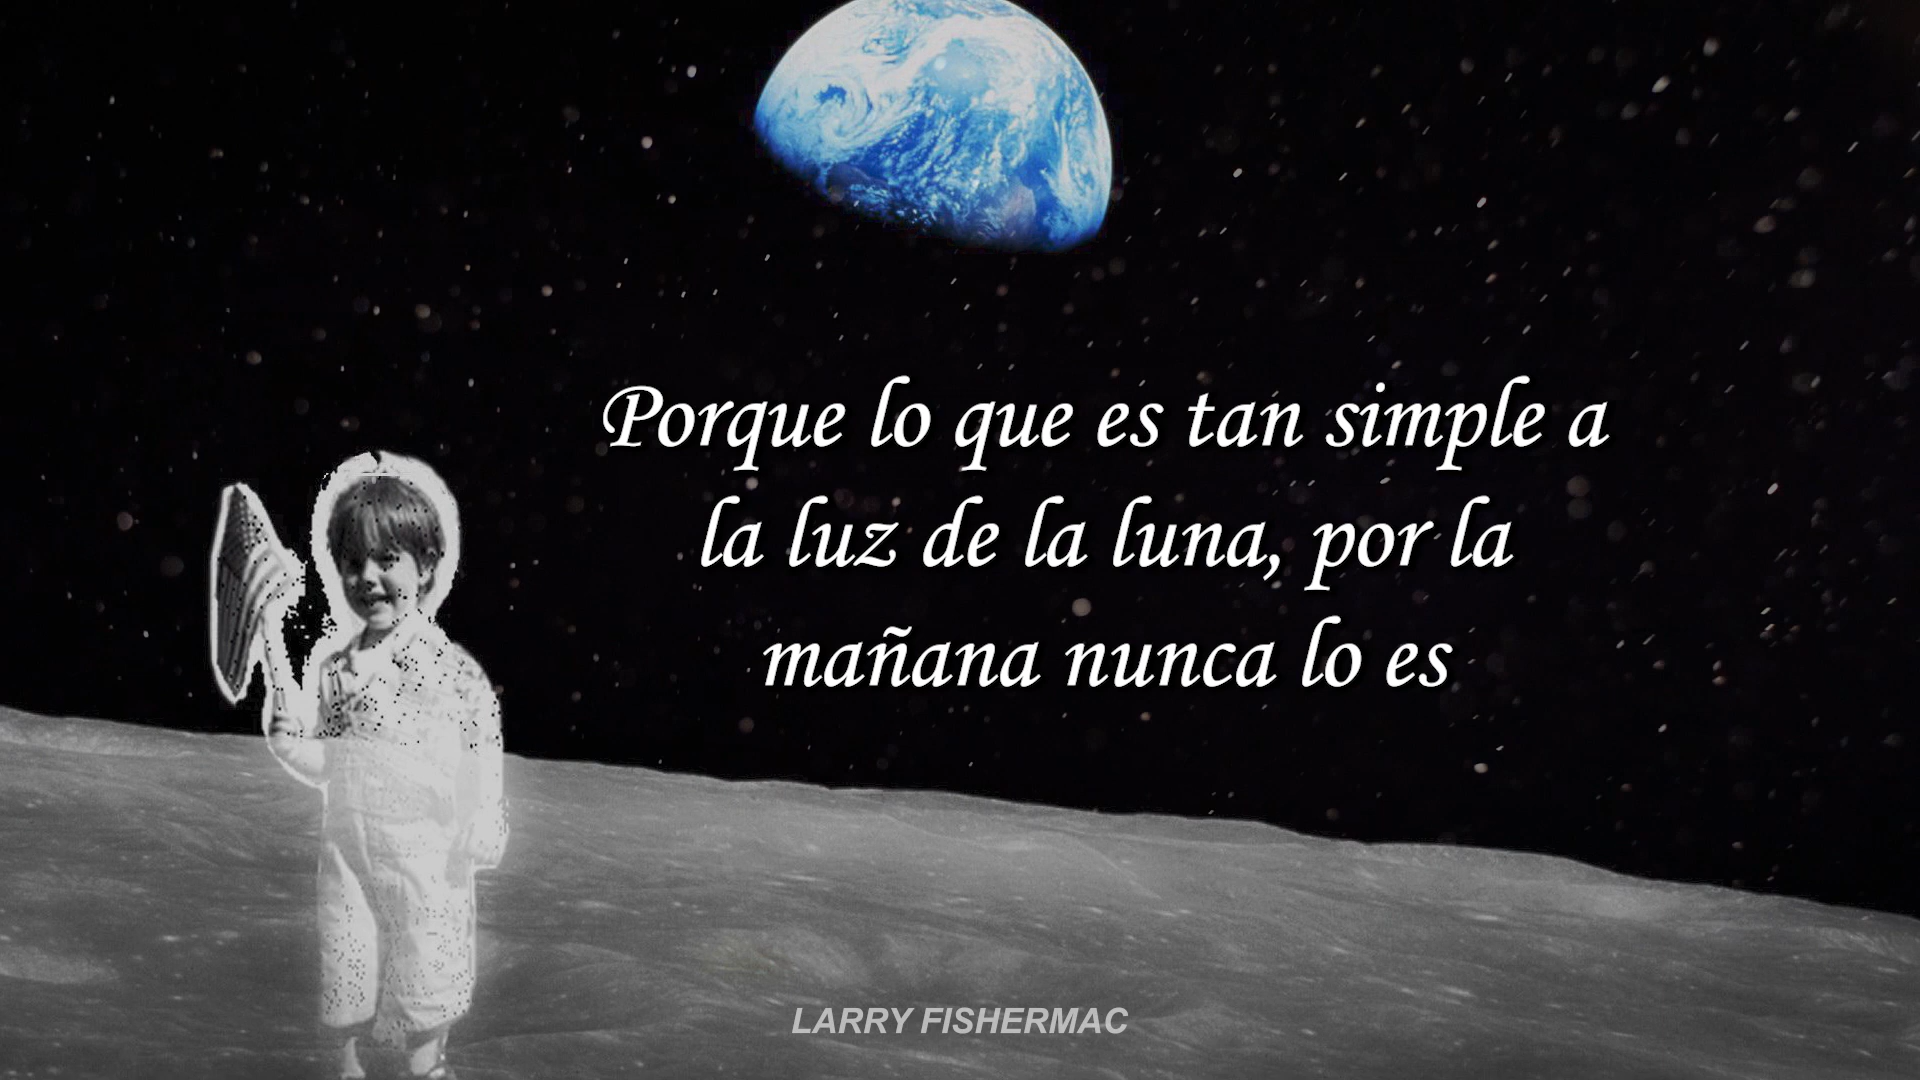 Porque lo que es tan simple a
la luz de la luna, por la
mañana nunca lo es
LARRY FISHERMAC